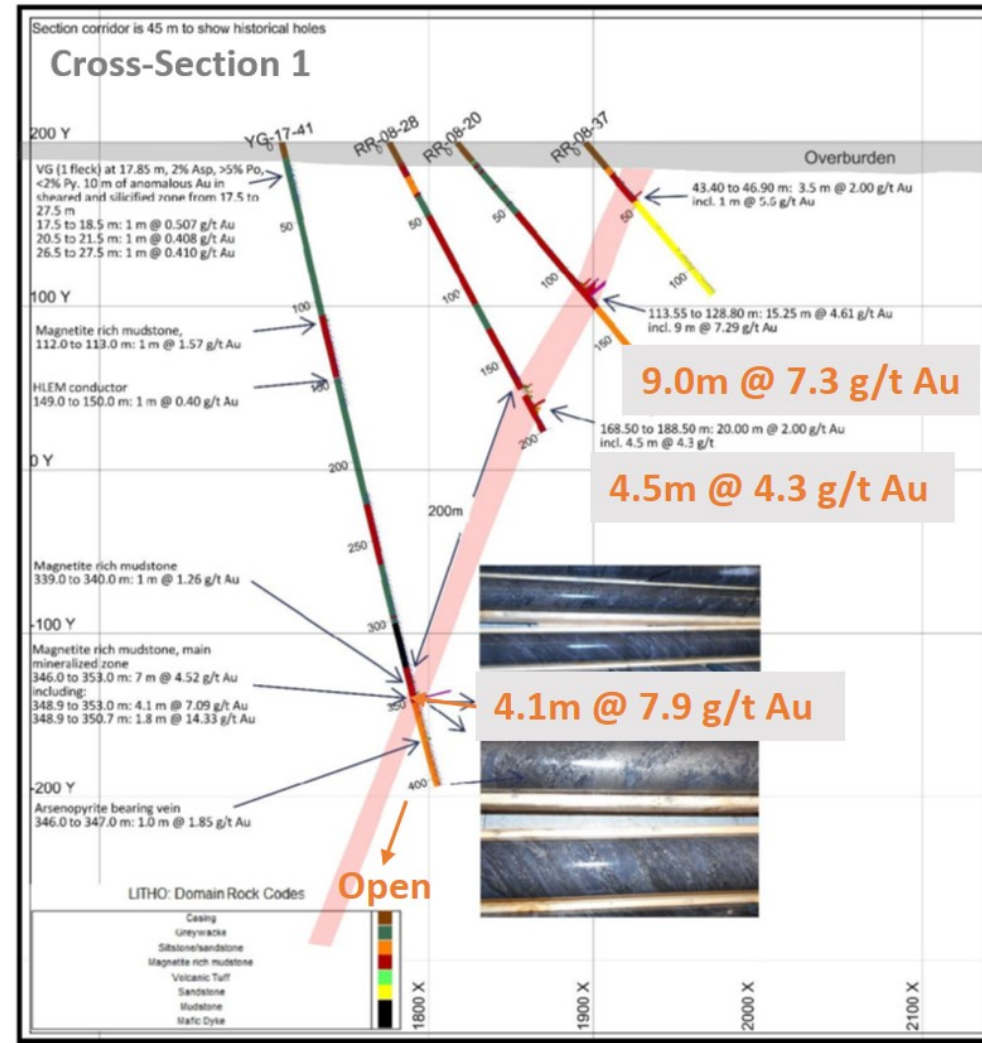 Section corridor is 45 m to show historical holes
Cross-Section 1
YG-17-41
RR-08-28
RR-08-20
RR-08-37
200 Y
Overburden
VG (1 fleck) at 17.85 m, 2% Asp, >5% Po,
<2% Py. 10 m of anomalous Au in
sheared and silicified zone from 17.5 to
27.5 m
17.5 to 18.5 m: 1 m @ 0.507 g/t Au
20.5 to 21.5 m: 1 m @ 0.408 g/t Au
26.5 to 27.5 m: 1 m @ 0.410 g/t Au
43.40 to 46.90 m: 3.5 m @ 2.00 g/t Au
incl. 1 m @ 5.6 g/t Au
50
50
50
50
100
100
100
100
100 Y
113.55 to 128.80 m: 15.25 m @ 4.61 g/t Au
incl. 9 m @ 7.29 g/t Au
Magnetite rich mudstone,
112.0 to 113.0 m: 1 m @ 1.57 g/t Au
150
150
150
9.0m @ 7.3 g/t Au
HLEM conductor
149.0 to 150.0 m: 1 m @ 0.40 g/t Au
168.50 to 188.50 m: 20.00 m @ 2.00 g/t Au
incl. 4.5 m @ 4.3 g/t
200
200
0 Y
4.5m @ 4.3 g/t Au
200m
250
Magnetite rich mudstone
339.0 to 340.0 m: 1 m @ 1.26 g/t Au
300
-100 Y
Magnetite rich mudstone, main
mineralized zone
346.0 to 353.0 m: 7 m @ 4.52 g/t Au
including:
348.9 to 353.0 m: 4.1 m @ 7.09 g/t Au
348.9 to 350.7 m: 1.8 m @ 14.33 g/t Au
350
4.1m @ 7.9 g/t Au
400
-200 Y
Arsenopyrite bearing vein
346.0 to 347.0 m: 1.0 m @ 1.85 g/t Au
Open
LITHO: Domain Rock Codes
Casing
Greywacke
Siltstone/sandstone
Magnetite rich mudstone
Volcanic Tuff
Sandstone
Mudstone
Mafic Dyke
1800 X
1900 X
2000 X
2100 X